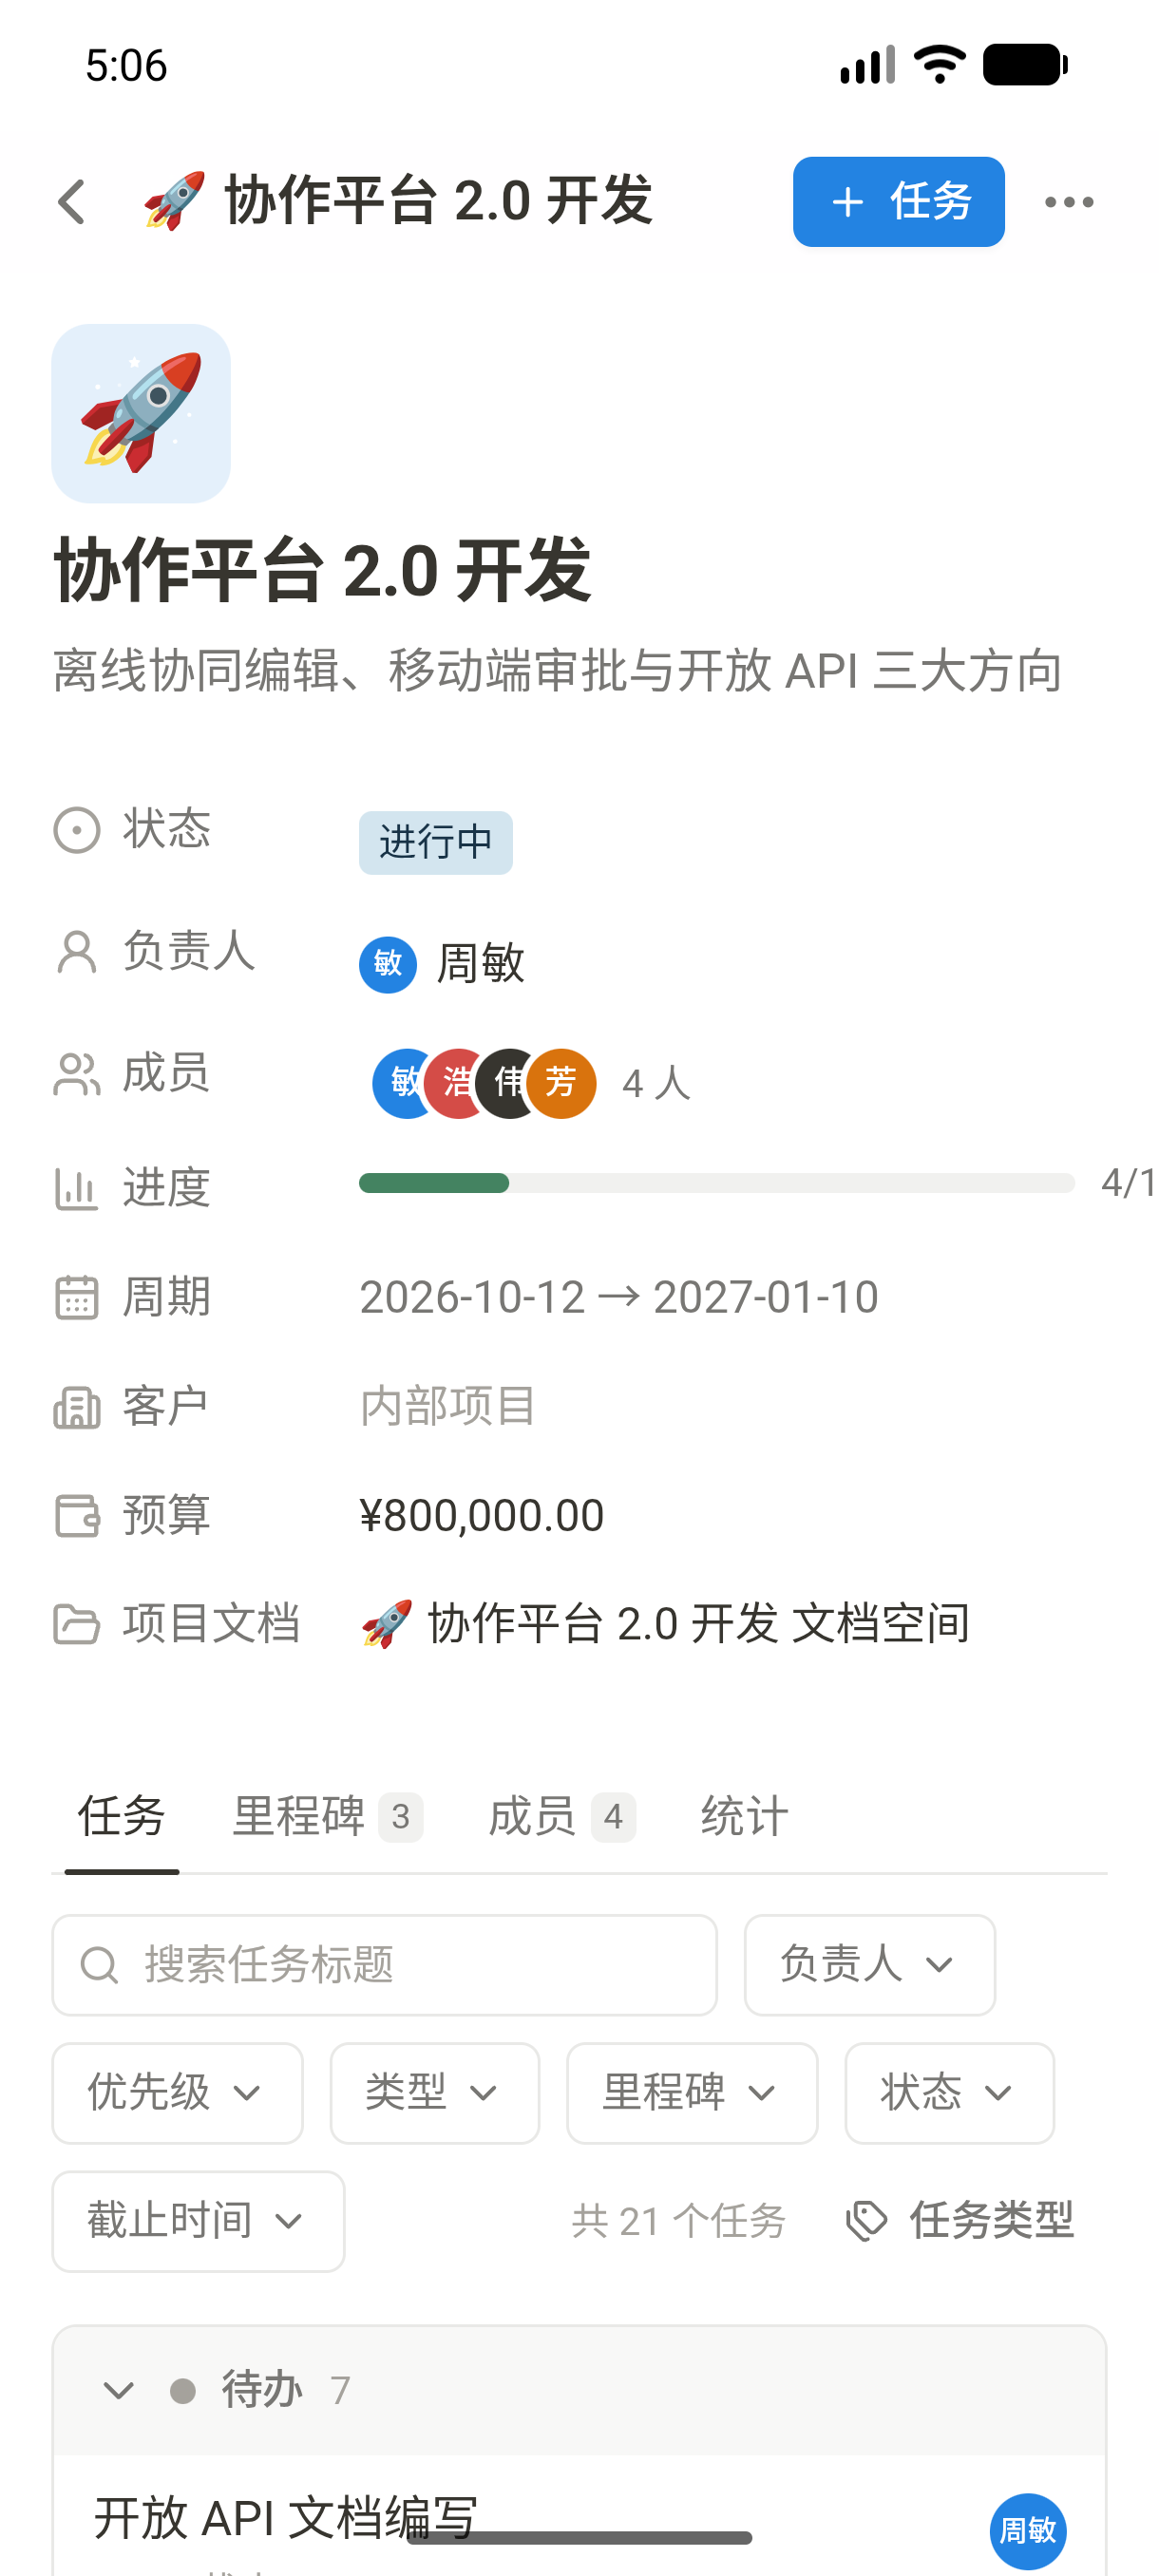 5:06
🚀 协作平台 2.0 开发
+ 任务
协作平台 2.0 开发
离线协同编辑、移动端审批与开放 API 三大方向
状态 进行中
负责人 敏 周敏
成员 敏 浩 伟 芳 4 人
进度 4/1
周期 2026-10-12 → 2027-01-10
客户 内部项目
预算 ¥800,000.00
项目文档 🚀 协作平台 2.0 开发 文档空间
任务 里程碑 3 成员 4 统计
搜索任务标题 负责人
优先级 类型 里程碑 状态
截止时间 共 21 个任务 任务类型
待办 7
开放 API 文档编写 周敏